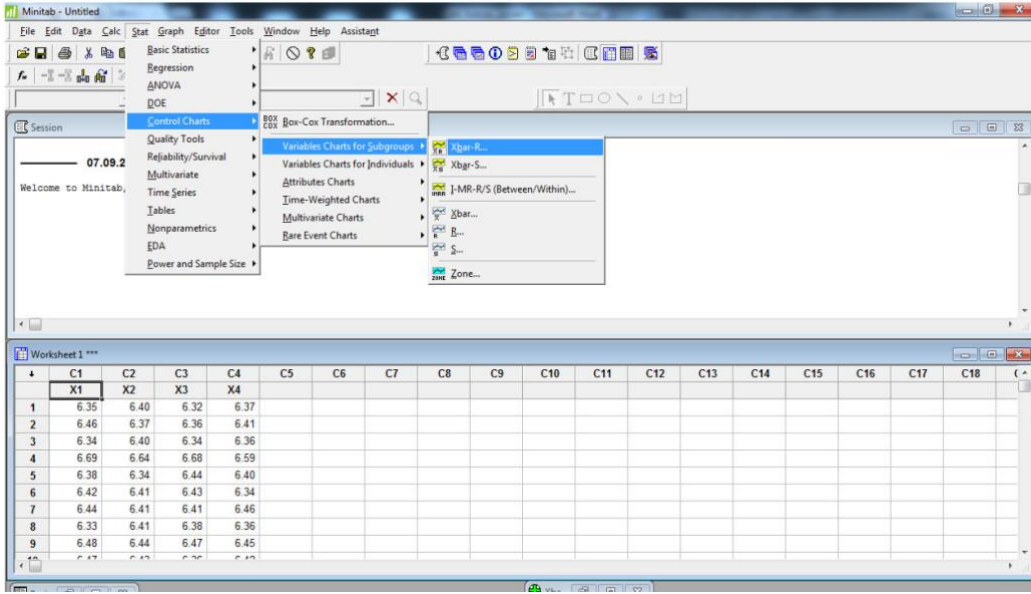 Minitab - Untitled
File Edit Data Calc Stat Graph Editor Tools Window Help Assistant
Basic Statistics
Regression
ANOVA
DOE
Control Charts
Quality Tools
Reliability/Survival
Multivariate
Time Series
Tables
Nonparametrics
EDA
Power and Sample Size
BOX COX Box-Cox Transformation...
Variables Charts for Subgroups
Variables Charts for Individuals
Attributes Charts
Time-Weighted Charts
Multivariate Charts
Rare Event Charts
Xbar-R...
Xbar-S...
I-MR-R/S (Between/Within)...
Xbar...
R...
S...
ZONE Zone...
Session
07.09.2
Welcome to Minitab,
Worksheet 1 ***
C1 C2 C3 C4 C5 C6 C7 C8 C9 C10 C11 C12 C13 C14 C15 C16 C17 C18
X1 X2 X3 X4
1 6.35 6.40 6.32 6.37
2 6.46 6.37 6.36 6.41
3 6.34 6.40 6.34 6.36
4 6.69 6.64 6.68 6.59
5 6.38 6.34 6.44 6.40
6 6.42 6.41 6.43 6.34
7 6.44 6.41 6.41 6.46
8 6.33 6.41 6.38 6.36
9 6.48 6.44 6.47 6.45